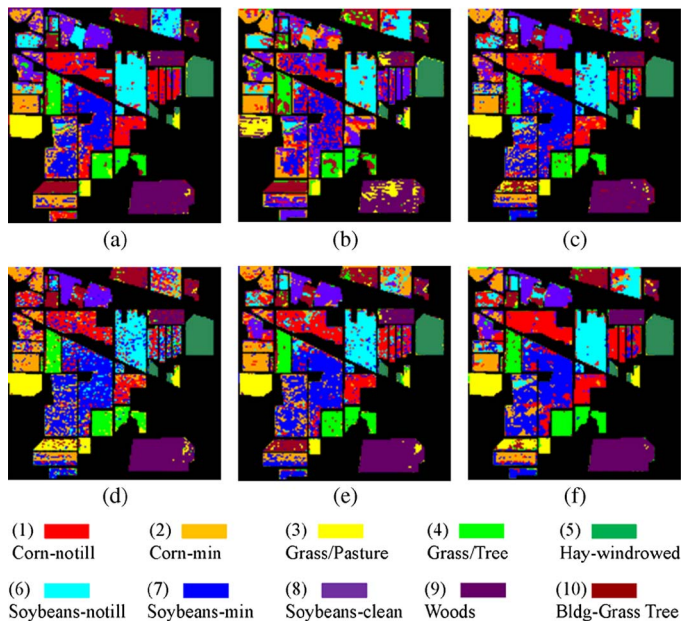 (a) (b) (c)
(d) (e) (f)
(1) (2) (3) (4) (5)
Corn-notill Corn-min Grass/Pasture Grass/Tree Hay-windrowed
(6) (7) (8) (9) (10)
Soybeans-notill Soybeans-min Soybeans-clean Woods Bldg-Grass Tree